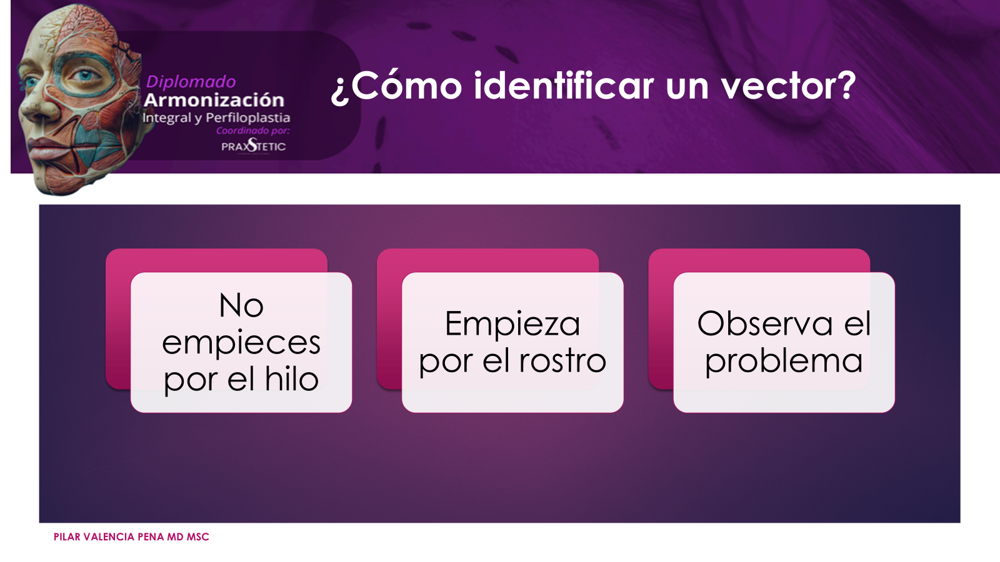 Diplomado
Armonización
Integral y Perfiloplastia
Coordinado por:
PRAXSTETIC
¿Cómo identificar un vector?
No
empieces
por el hilo
Empieza
por el rostro
Observa el
problema
PILAR VALENCIA PENA MD MSC